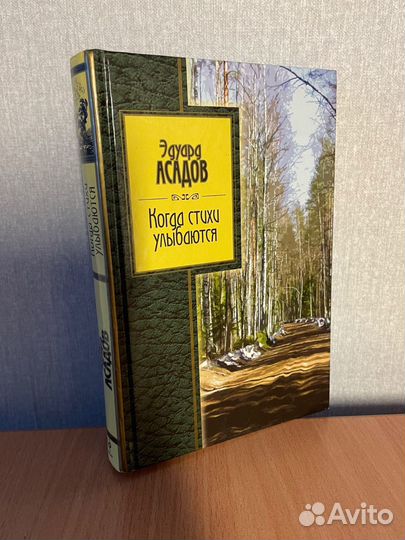 Эдуард
АСАДОВ
Когда стихи
улыбаются
Когда стихи
улыбаются
АСАДОВ
Avito